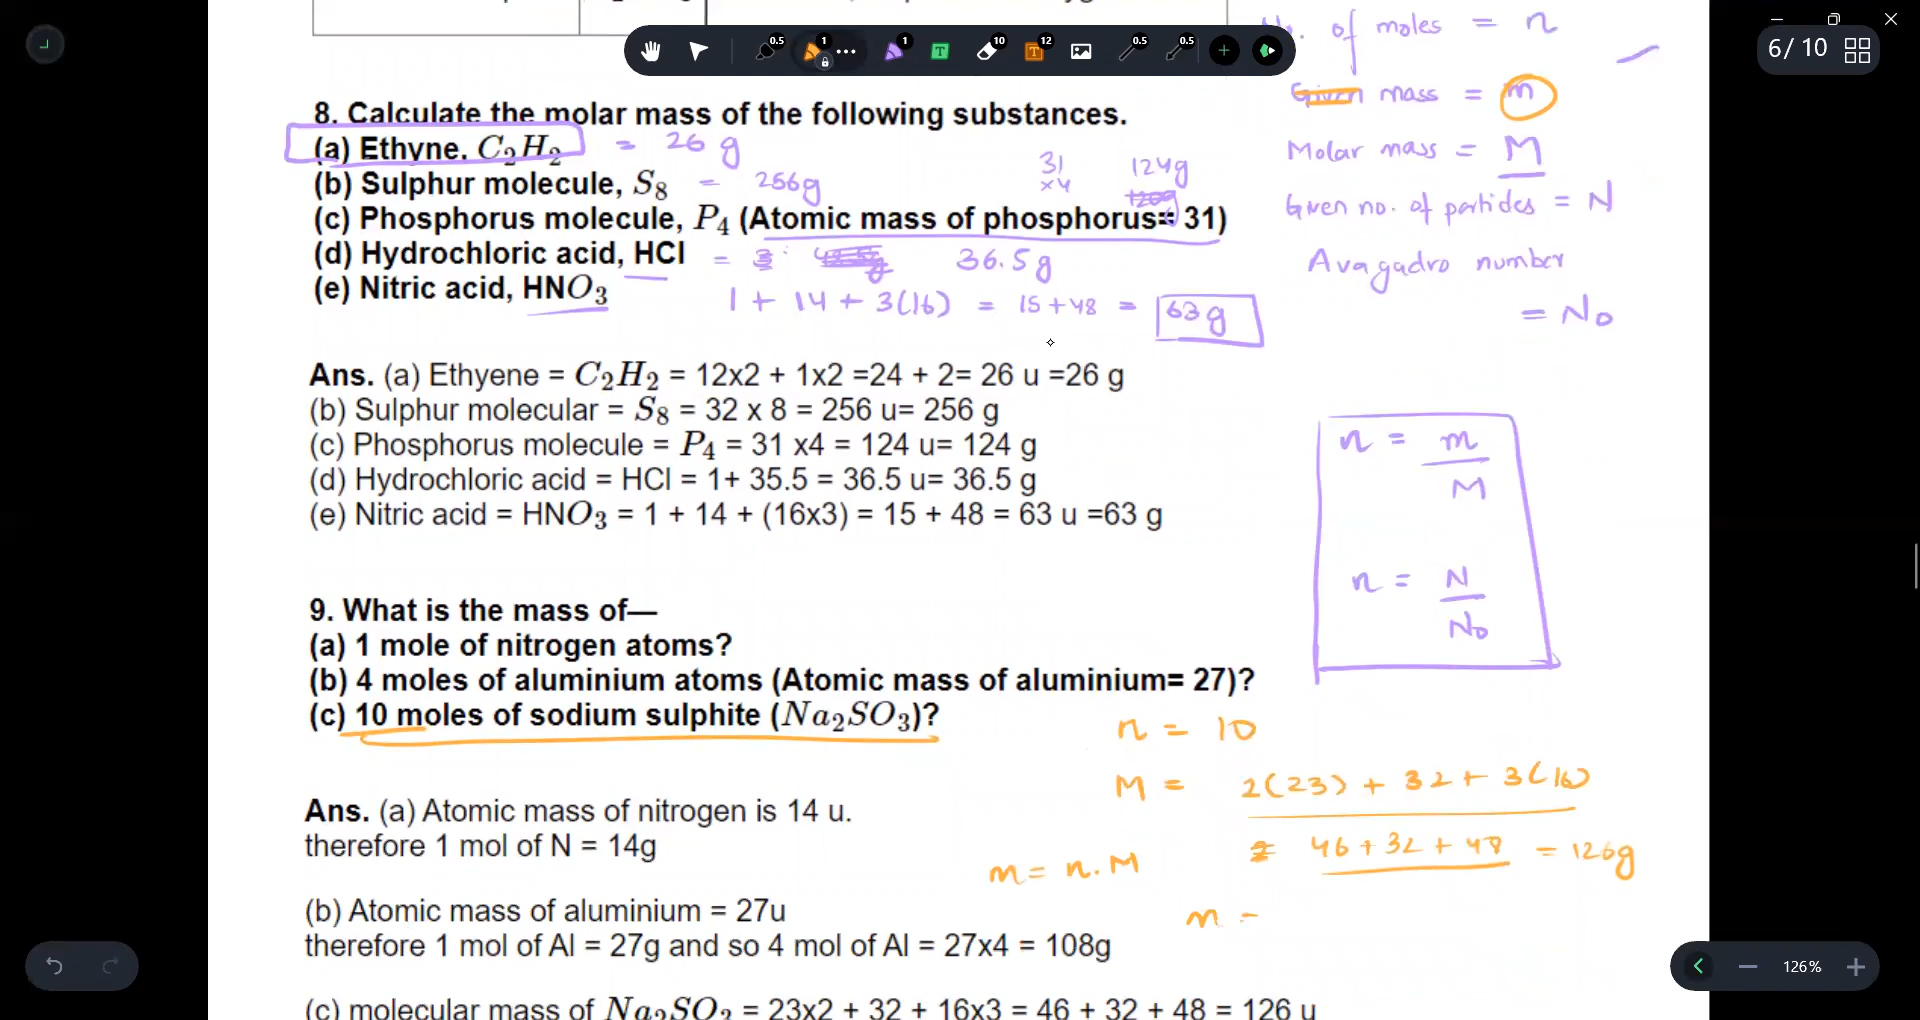 6/ 10
of moles = n
Given mass = m
Molar mass = M
Given no. of particles = N
Avagadro number
= No
8. Calculate the molar mass of the following substances.
(a) Ethyne, C₂H₂ = 26 g
(b) Sulphur molecule, S₈ = 256g
31
×4
124g
120g
(c) Phosphorus molecule, P₄ (Atomic mass of phosphorus= 31)
(d) Hydrochloric acid, HCl = 36.5 g
(e) Nitric acid, HNO₃ 1 + 14 + 3(16) = 15 + 48 = 63 g
Ans. (a) Ethyene = C₂H₂ = 12x2 + 1x2 =24 + 2= 26 u =26 g
(b) Sulphur molecular = S₈ = 32 x 8 = 256 u= 256 g
(c) Phosphorus molecule = P₄ = 31 x4 = 124 u= 124 g
(d) Hydrochloric acid = HCl = 1+ 35.5 = 36.5 u= 36.5 g
(e) Nitric acid = HNO₃ = 1 + 14 + (16x3) = 15 + 48 = 63 u =63 g
n = m/M
n = N/No
9. What is the mass of—
(a) 1 mole of nitrogen atoms?
(b) 4 moles of aluminium atoms (Atomic mass of aluminium= 27)?
(c) 10 moles of sodium sulphite (Na₂SO₃)?
n = 10
M = 2(23) + 32 + 3(16)
= 46 + 32 + 48 = 126g
m = n. M
m =
Ans. (a) Atomic mass of nitrogen is 14 u.
therefore 1 mol of N = 14g
(b) Atomic mass of aluminium = 27u
therefore 1 mol of Al = 27g and so 4 mol of Al = 27x4 = 108g
(c) molecular mass of Na₂SO₃ = 23x2 + 32 + 16x3 = 46 + 32 + 48 = 126 u
126%